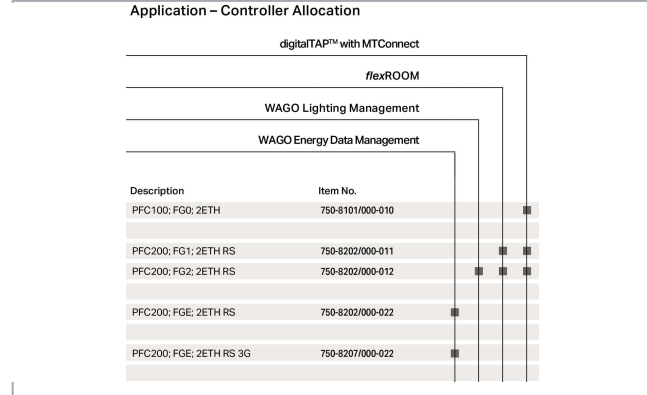 Application – Controller Allocation
digitalTAP™ with MTConnect
flexROOM
WAGO Lighting Management
WAGO Energy Data Management
Description Item No.
PFC100; FG0; 2ETH 750-8101/000-010
PFC200; FG1; 2ETH RS 750-8202/000-011
PFC200; FG2; 2ETH RS 750-8202/000-012
PFC200; FGE; 2ETH RS 750-8202/000-022
PFC200; FGE; 2ETH RS 3G 750-8207/000-022